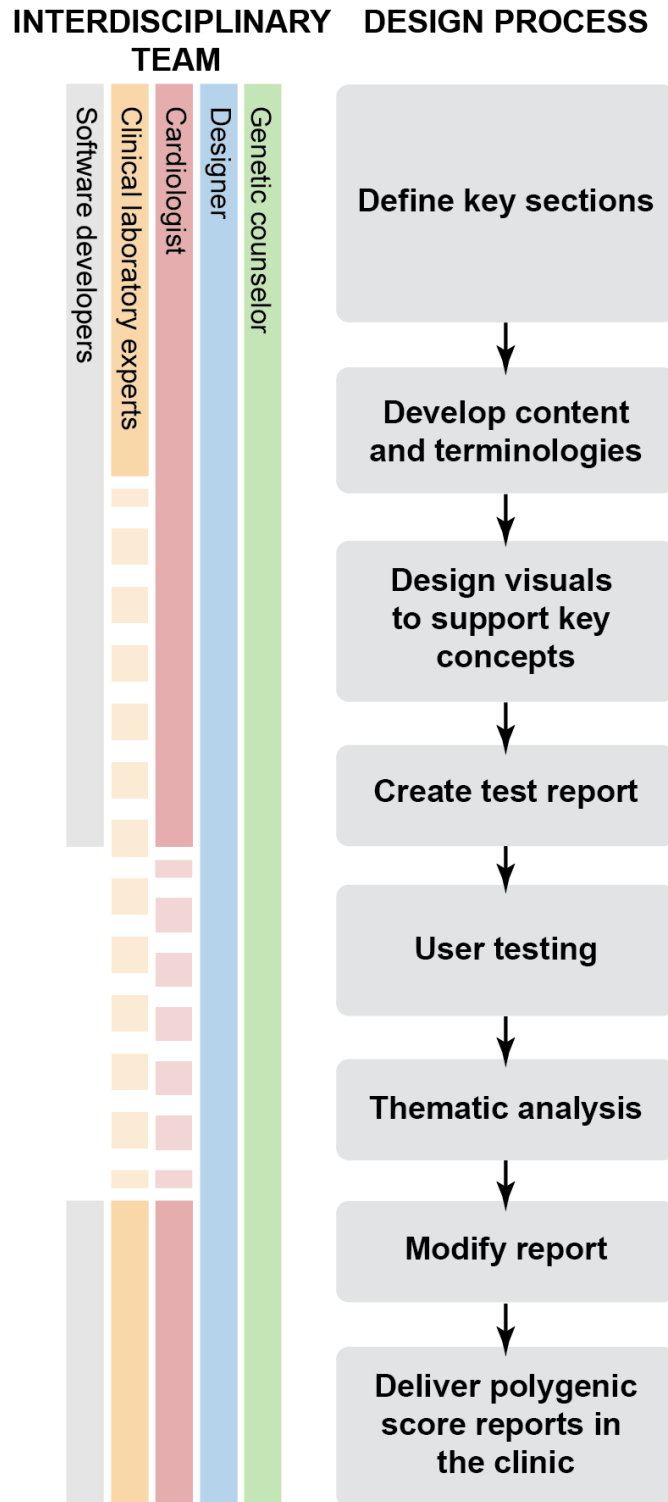 INTERDISCIPLINARY
TEAM
DESIGN PROCESS
Software developers
Clinical laboratory experts
Cardiologist
Designer
Genetic counselor
Define key sections
Develop content
and terminologies
Design visuals
to support key
concepts
Create test report
User testing
Thematic analysis
Modify report
Deliver polygenic
score reports in
the clinic